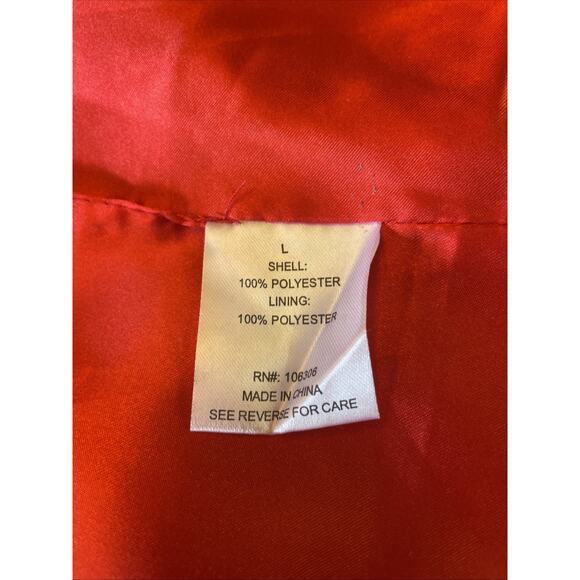 L
SHELL:
100% POLYESTER
LINING:
100% POLYESTER
RN#: 106306
MADE IN CHINA
SEE REVERSE FOR CARE